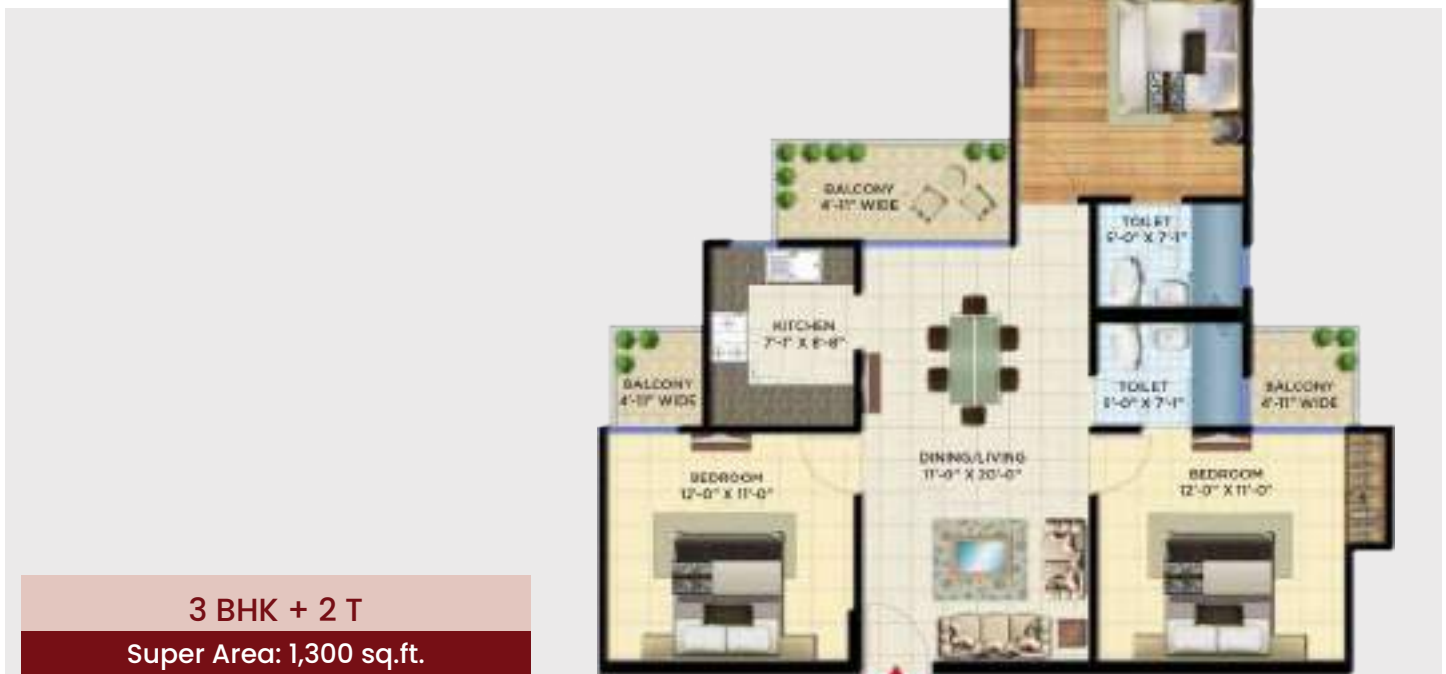 BALCONY
4'-11" WIDE
TOILET
5'-0" X 7'-1"
KITCHEN
7'-1" X 8'-8"
BALCONY
4'-11" WIDE
TOILET
5'-0" X 7'-1"
BALCONY
4'-11" WIDE
BEDROOM
12'-0" X 11'-0"
DINING/LIVING
11'-0" X 20'-0"
BEDROOM
12'-0" X 11'-0"
3 BHK + 2 T
Super Area: 1,300 sq.ft.